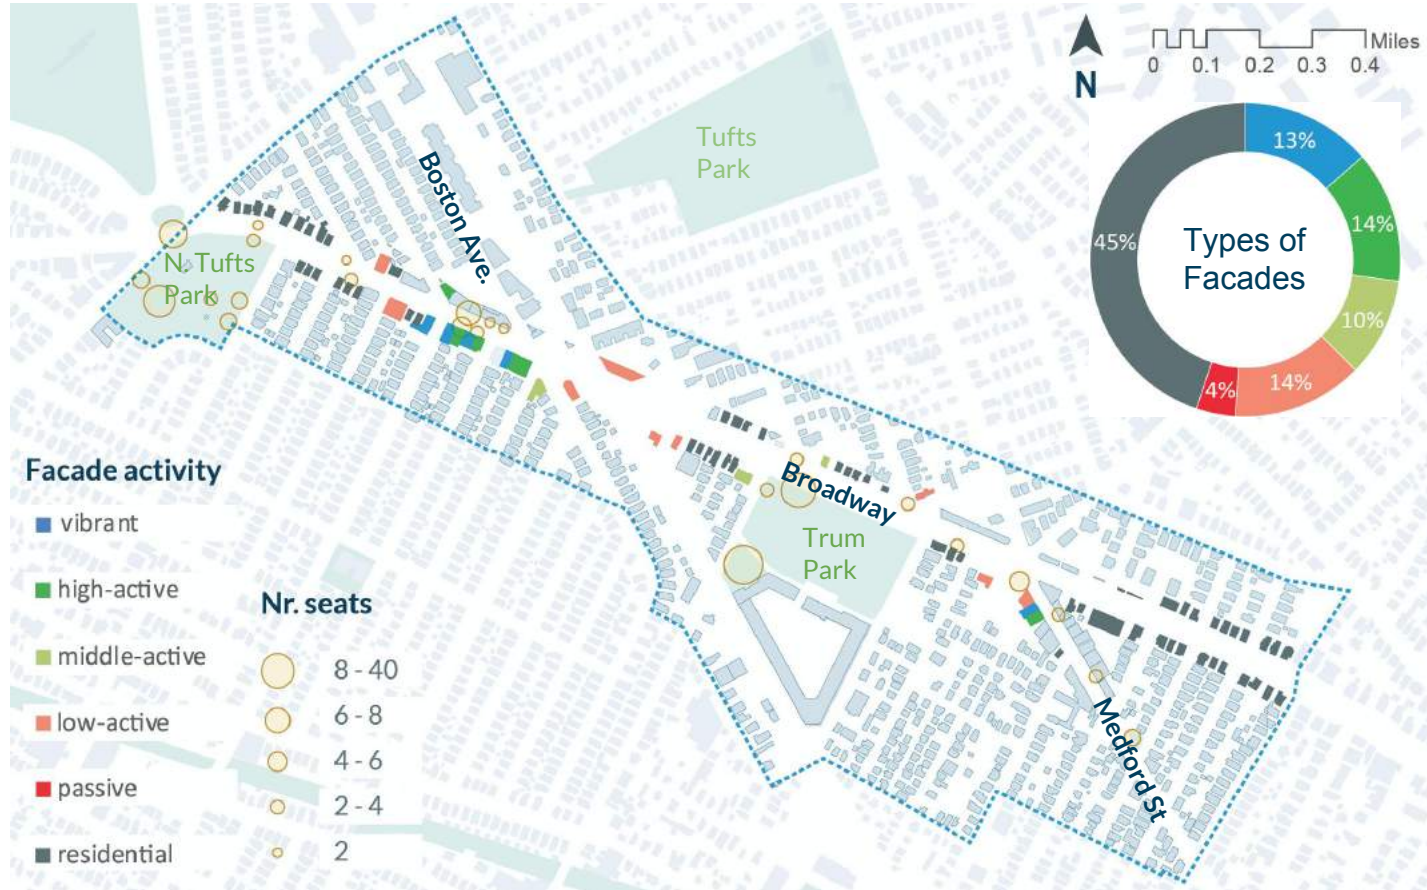 Miles
0 0.1 0.2 0.3 0.4
N
13%
14%
10%
14%
4%
45%
Types of
Facades
Tufts
Park
Boston Ave.
N. Tufts
Park
Broadway
Trum
Park
Medford St
Facade activity
vibrant
high-active
middle-active
low-active
passive
residential
Nr. seats
8 - 40
6 - 8
4 - 6
2 - 4
2